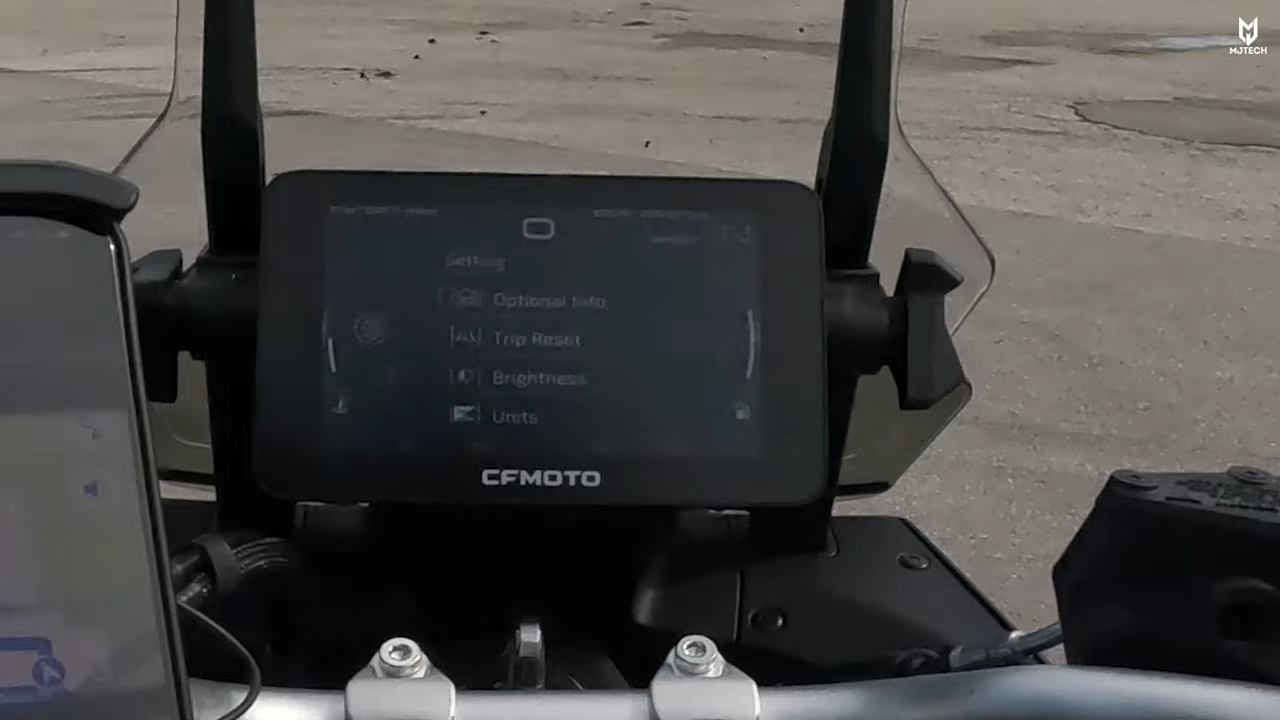 MJTECH
Setting
Optional Info
Trip Reset
Brightness
Units
CFMOTO